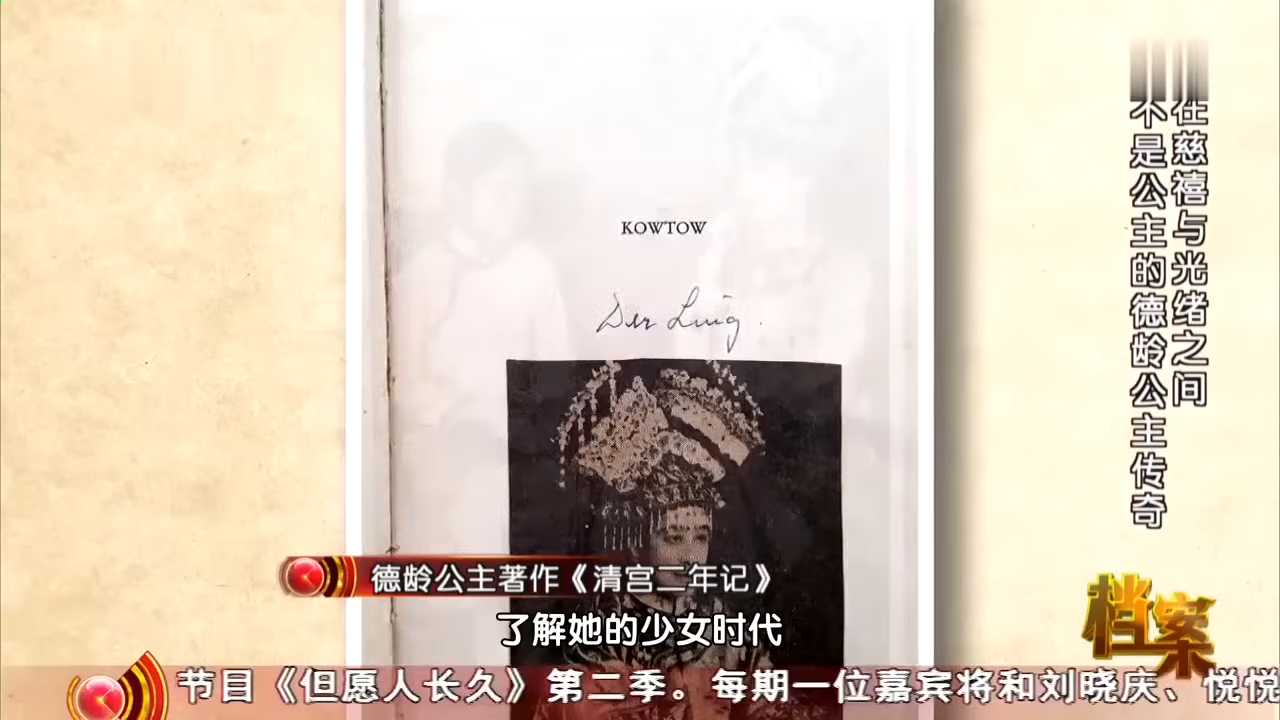 KOWTOW
Der Ling.
在慈禧与光绪之间
不是公主的德龄公主传奇
德龄公主著作《清宫二年记》
了解她的少女时代
档案
节目《但愿人长久》第二季。每期一位嘉宾将和刘晓庆、悦悦